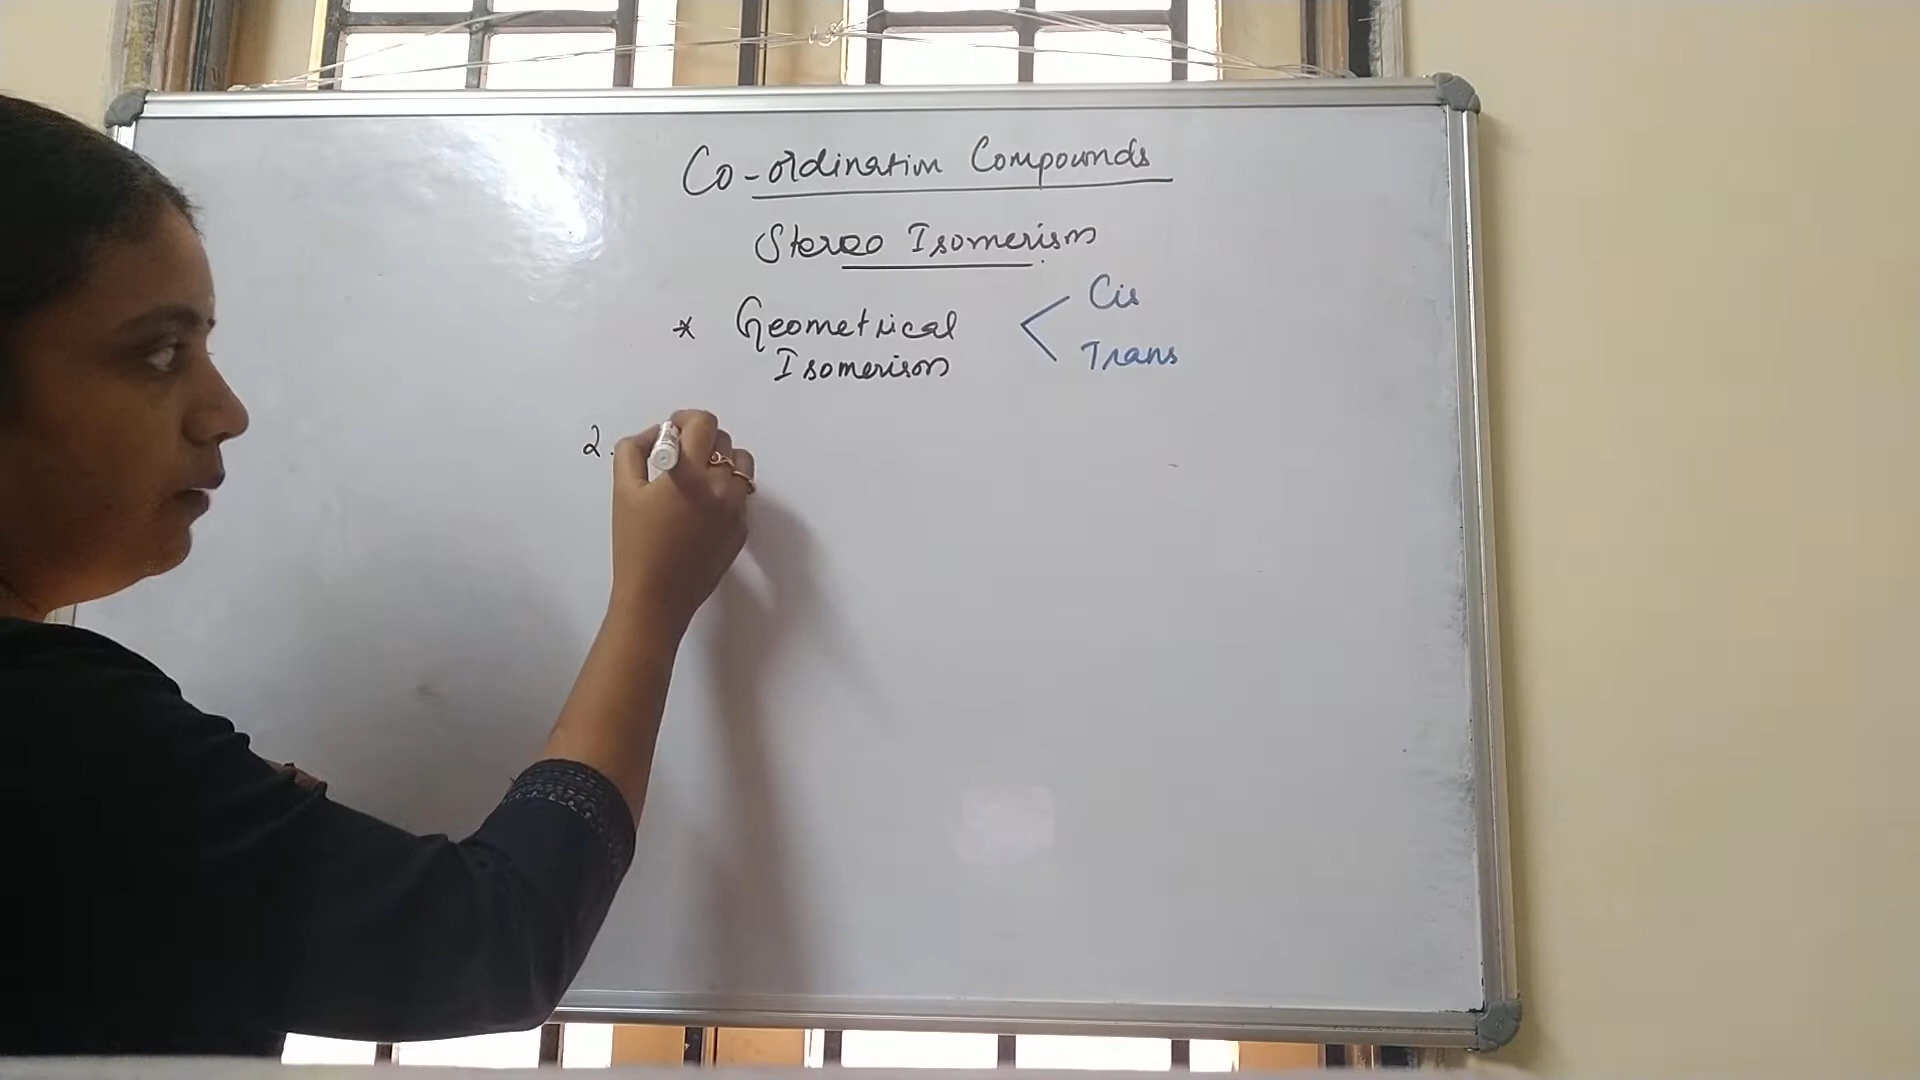 Co-ordination Compounds
Stereo Isomerism
* Geometrical Isomerism
Cis
Trans
2.